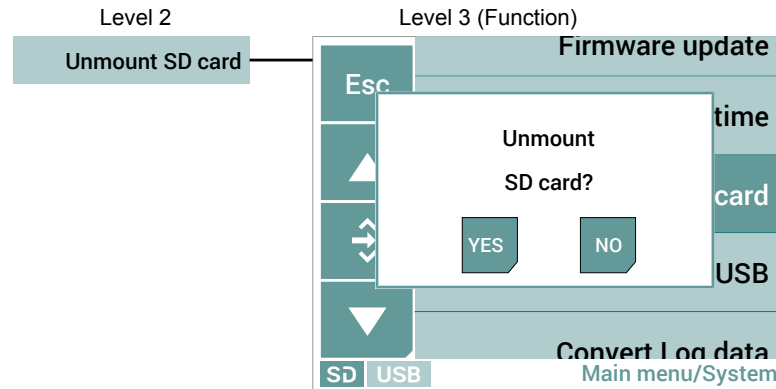 Level 2
Level 3 (Function)
Unmount SD card
Firmware update
Esc
time
Unmount
SD card?
card
YES
NO
USB
Convert Log data
SD
USB
Main menu/System